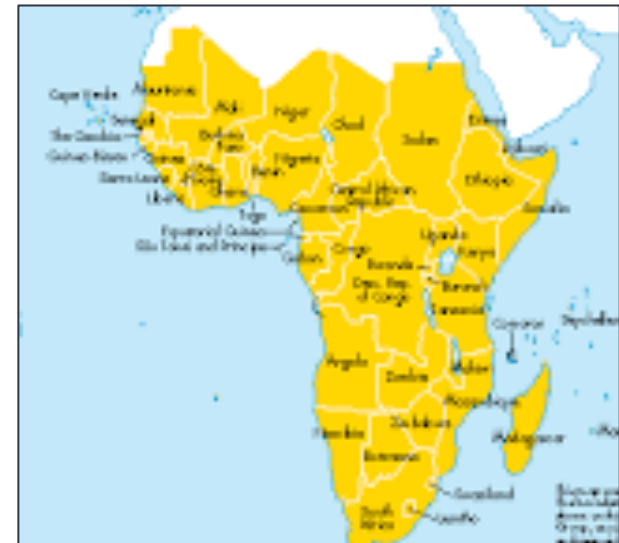 Cape Verde
Mauritania
Mali
Niger
Chad
Sudan
Eritrea
Djibouti
Senegal
The Gambia
Guinea-Bissau
Guinea
Sierra Leone
Liberia
Burkina
Faso
Ghana
Togo
Benin
Nigeria
Cameroon
Central African
Republic
Ethiopia
Somalia
Equatorial Guinea
São Tomé and Principe
Gabon
Congo
Uganda
Kenya
Rwanda
Burundi
Dem. Rep.
of Congo
Tanzania
Comoros
Seychelles
Angola
Zambia
Malawi
Mozambique
Zimbabwe
Madagascar
Namibia
Botswana
Swaziland
South
Africa
Lesotho